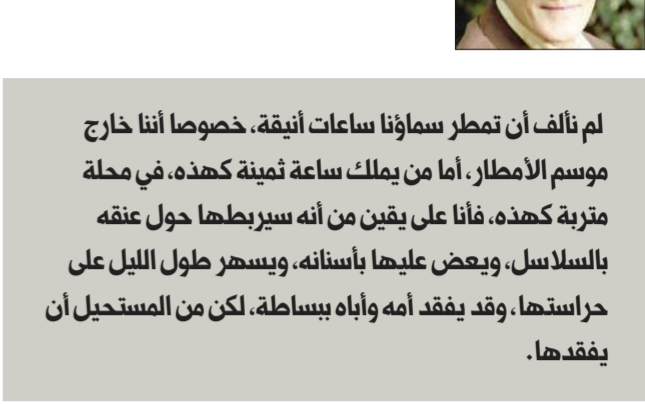 لم نألف أن تمطر سماؤنا ساعات أنيقة، خصوصا أننا خارج
موسم الأمطار، أما من يملك ساعة ثمينة كهذه، في محلة
متربة كهذه، فأنا على يقين من أنه سيربطها حول عنقه
بالسلاسل، ويعض عليها بأسنانه، ويسهر طول الليل على
حراستها، وقد يفقد أمه وأباه ببساطة، لكن من المستحيل أن
يفقدها.